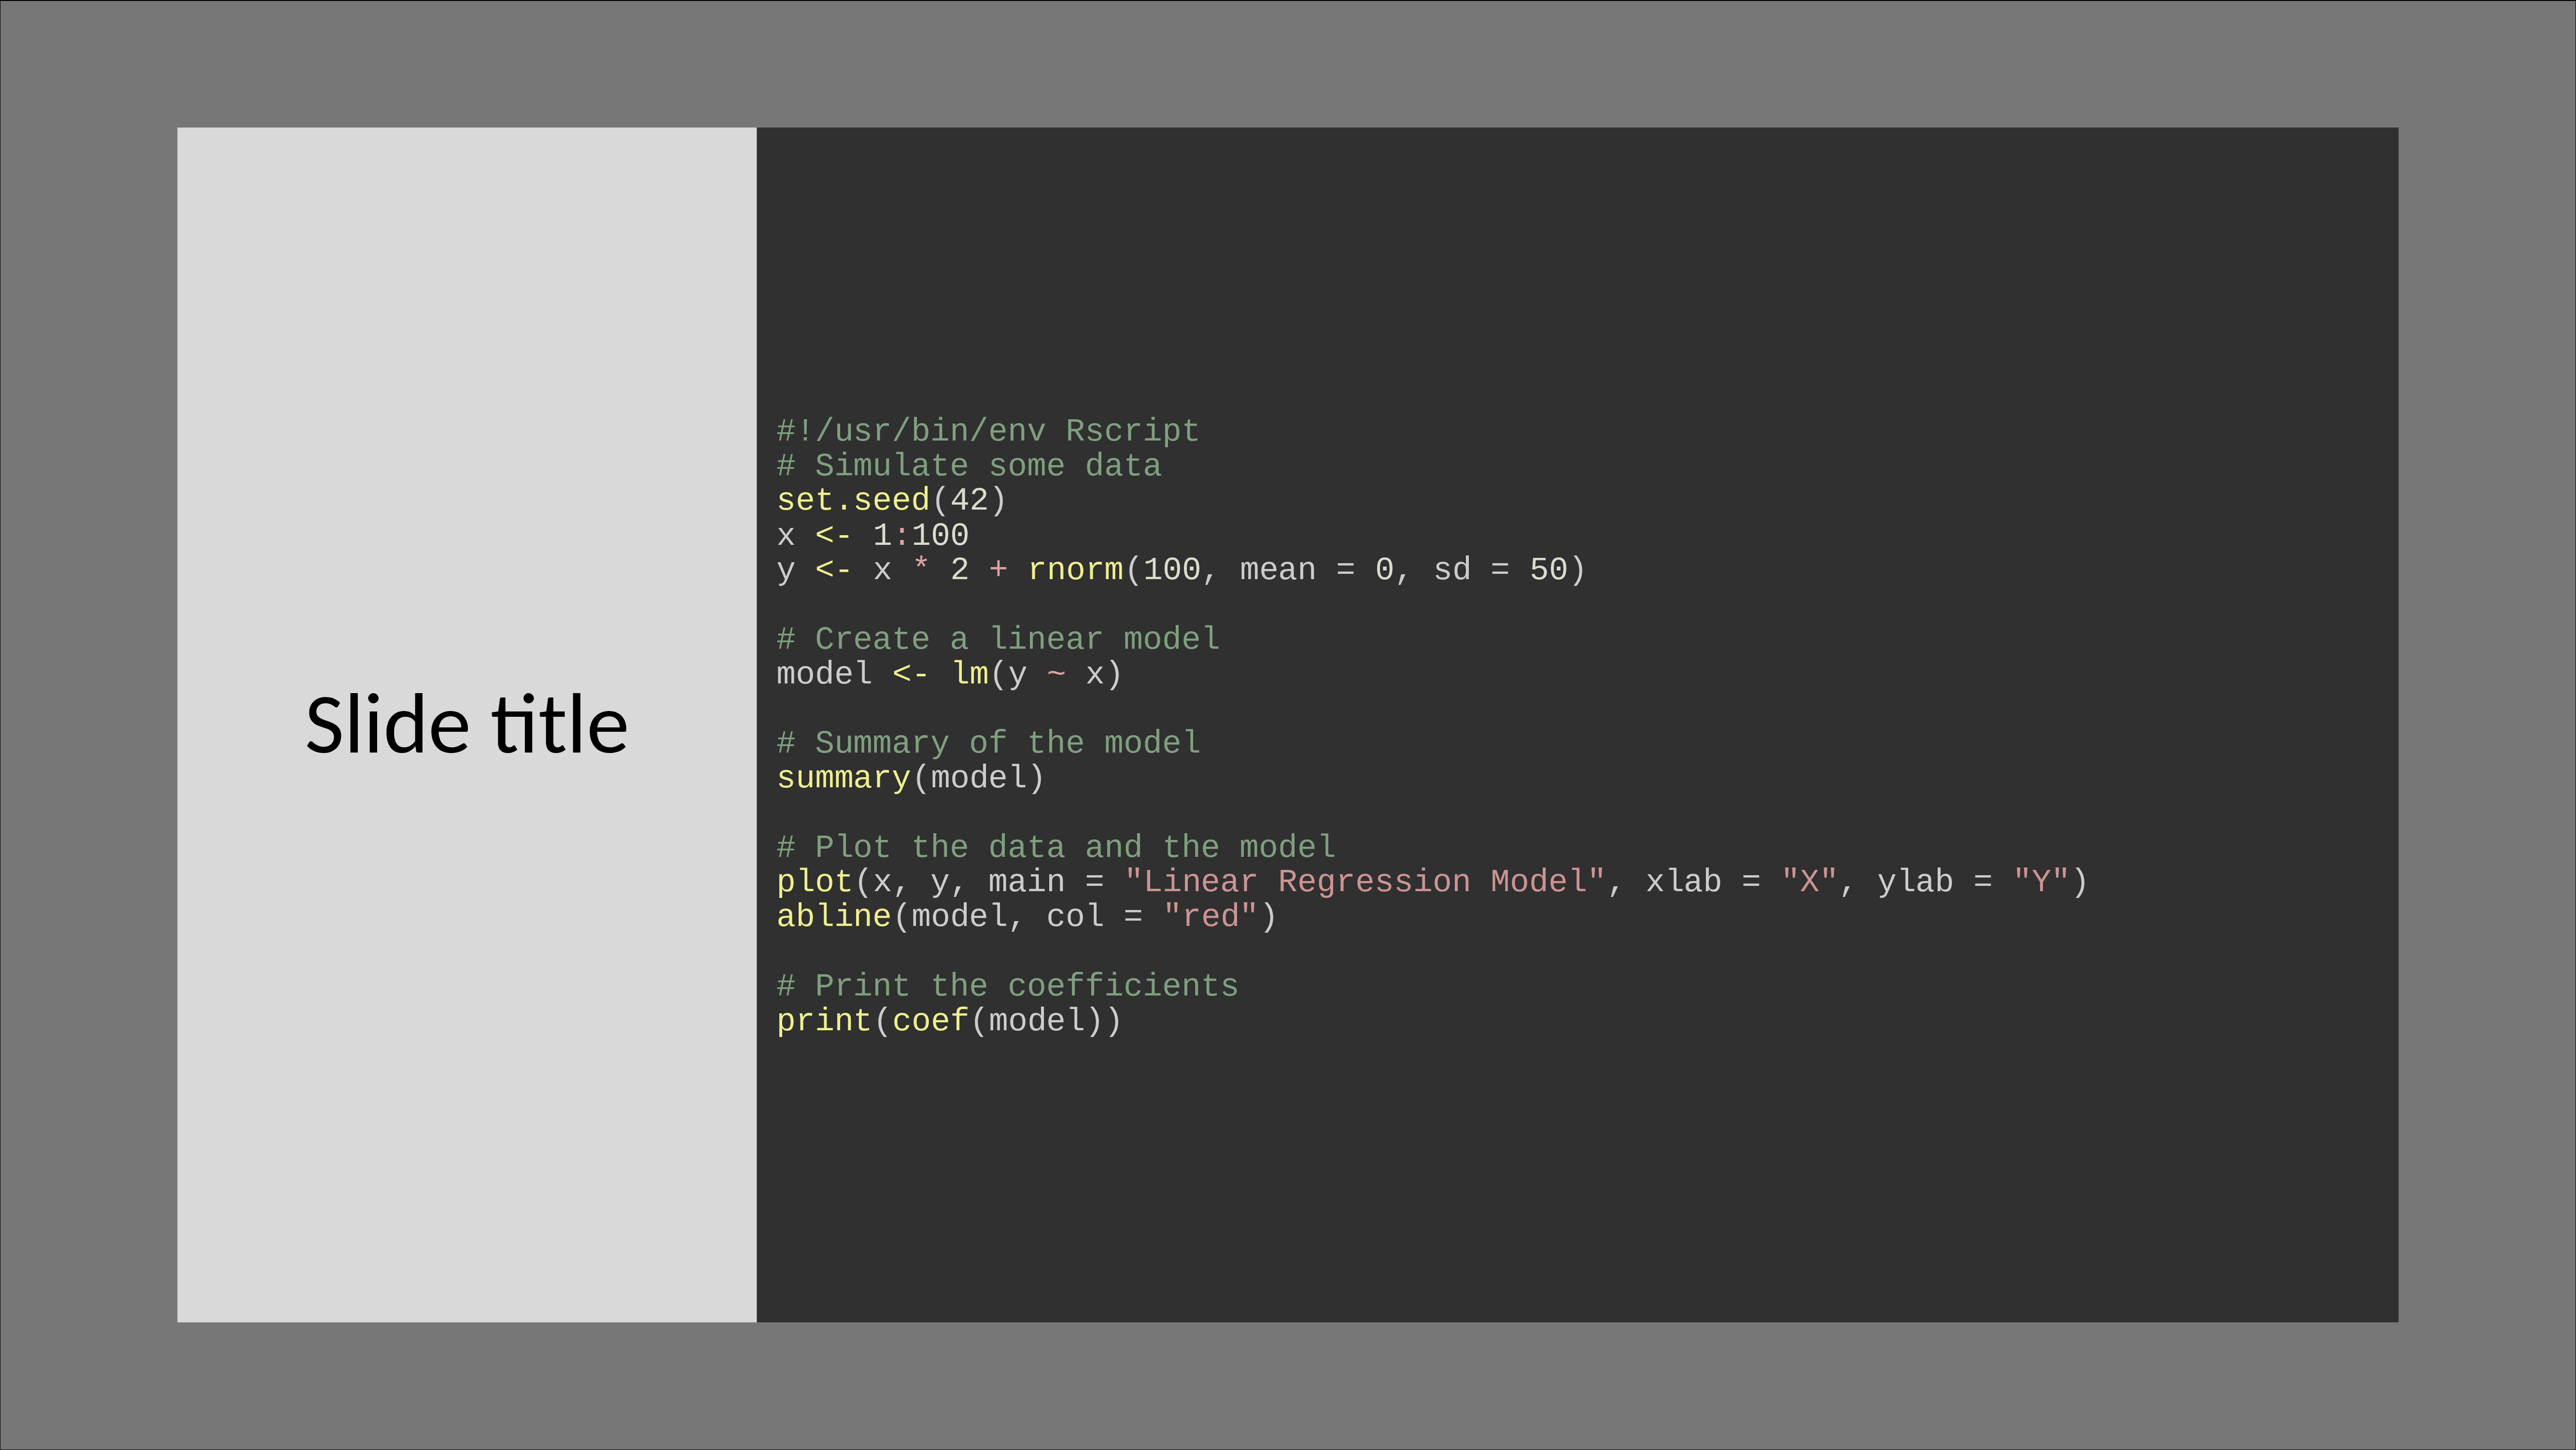 Slide title
#!/usr/bin/env Rscript
# Simulate some data
set.seed(42)
x <- 1:100
y <- x * 2 + rnorm(100, mean = 0, sd = 50)
# Create a linear model
model <- lm(y ~ x)
# Summary of the model
summary(model)
# Plot the data and the model
plot(x, y, main = "Linear Regression Model", xlab = "X", ylab = "Y")
abline(model, col = "red")
# Print the coefficients
print(coef(model))